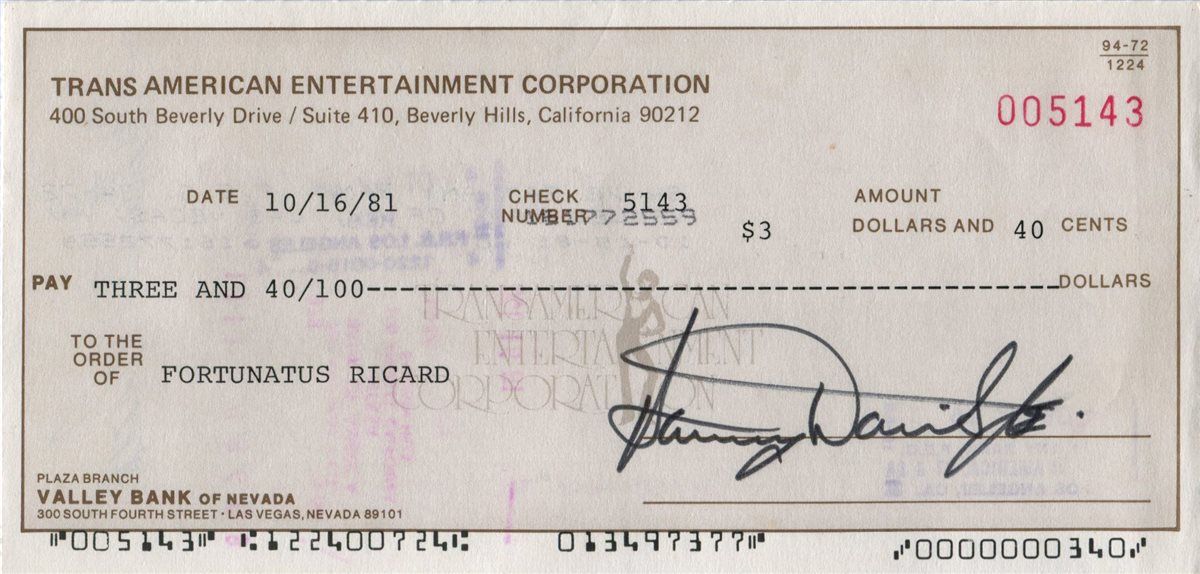 94-72
1224
TRANS AMERICAN ENTERTAINMENT CORPORATION
400 South Beverly Drive / Suite 410, Beverly Hills, California 90212
005143
DATE 10/16/81 CHECK NUMBER 5143 AMOUNT
$3 DOLLARS AND 40 CENTS
PAY THREE AND 40/100------------------------------------------------DOLLARS
TRANSAMERICAN
ENTERTAINMENT
CORPORATION
TO THE
ORDER
OF FORTUNATUS RICARD
Sammy Davis Jr.
PLAZA BRANCH
VALLEY BANK OF NEVADA
300 SOUTH FOURTH STREET · LAS VEGAS, NEVADA 89101
⑈005143⑈ ⑆122400724⑆ 013497377⑈ ⑇0000000340⑇